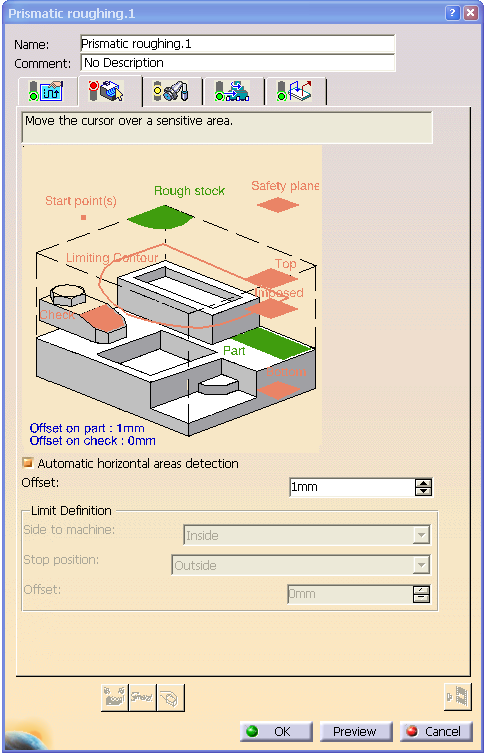 Prismatic roughing.1
Name: Prismatic roughing.1
Comment: No Description
Move the cursor over a sensitive area.
Rough stock
Safety plane
Start point(s)
Limiting Contour
Top
Imposed
Check
Part
Offset on part : 1mm
Offset on check : 0mm
Automatic horizontal areas detection
Offset: 1mm
Limit Definition
Side to machine: Inside
Stop position: Outside
Offset: 0mm
OK Preview Cancel